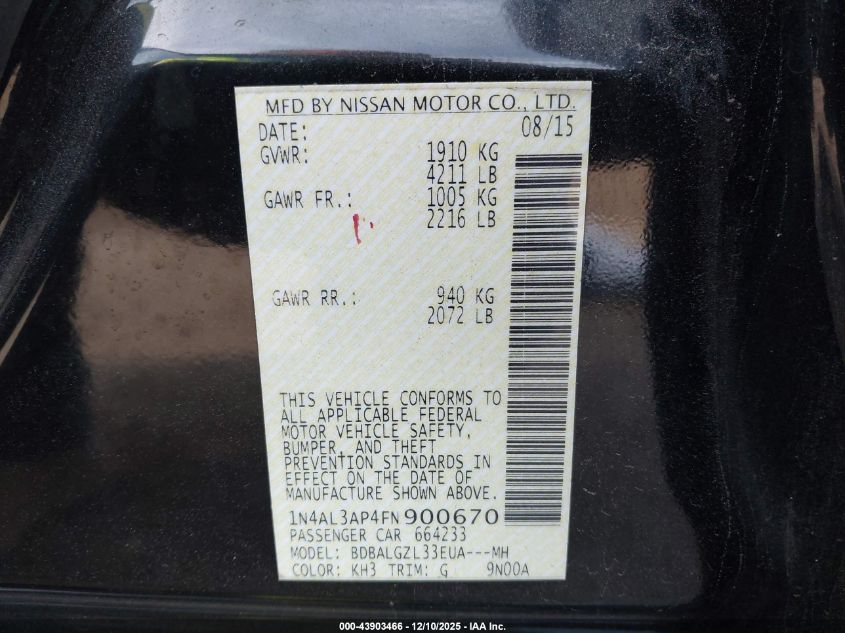 MFD BY NISSAN MOTOR CO., LTD.
DATE: 08/15
GVWR: 1910 KG
4211 LB
GAWR FR.: 1005 KG
2216 LB
GAWR RR.: 940 KG
2072 LB
THIS VEHICLE CONFORMS TO
ALL APPLICABLE FEDERAL
MOTOR VEHICLE SAFETY,
BUMPER, AND THEFT
PREVENTION STANDARDS IN
EFFECT ON THE DATE OF
MANUFACTURE SHOWN ABOVE.
1N4AL3AP4FN900670
PASSENGER CAR 664233
MODEL: BDBALGZL33EUA---MH
COLOR: KH3 TRIM: G 9N00A
000-43903466 - 12/10/2025 - IAA Inc.